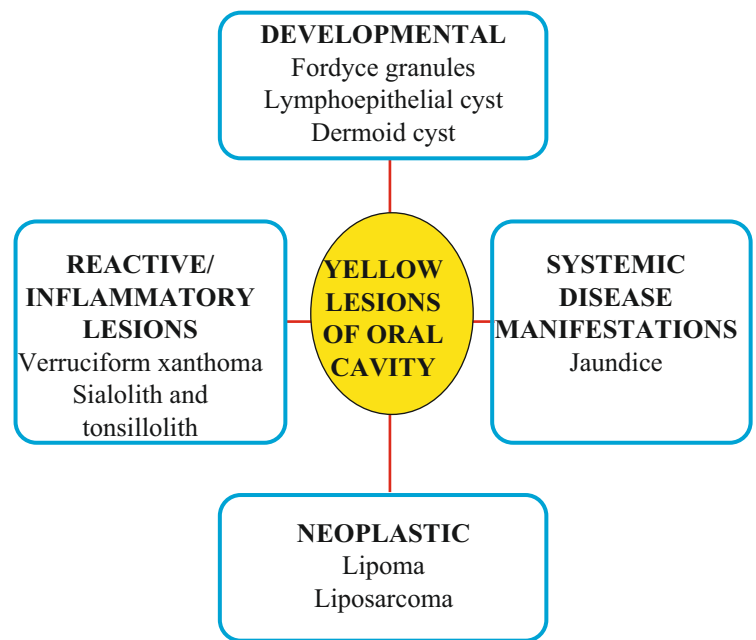 DEVELOPMENTAL
Fordyce granules
Lymphoepithelial cyst
Dermoid cyst
REACTIVE/
INFLAMMATORY
LESIONS
Verruciform xanthoma
Sialolith and
tonsillolith
YELLOW
LESIONS
OF ORAL
CAVITY
SYSTEMIC
DISEASE
MANIFESTATIONS
Jaundice
NEOPLASTIC
Lipoma
Liposarcoma